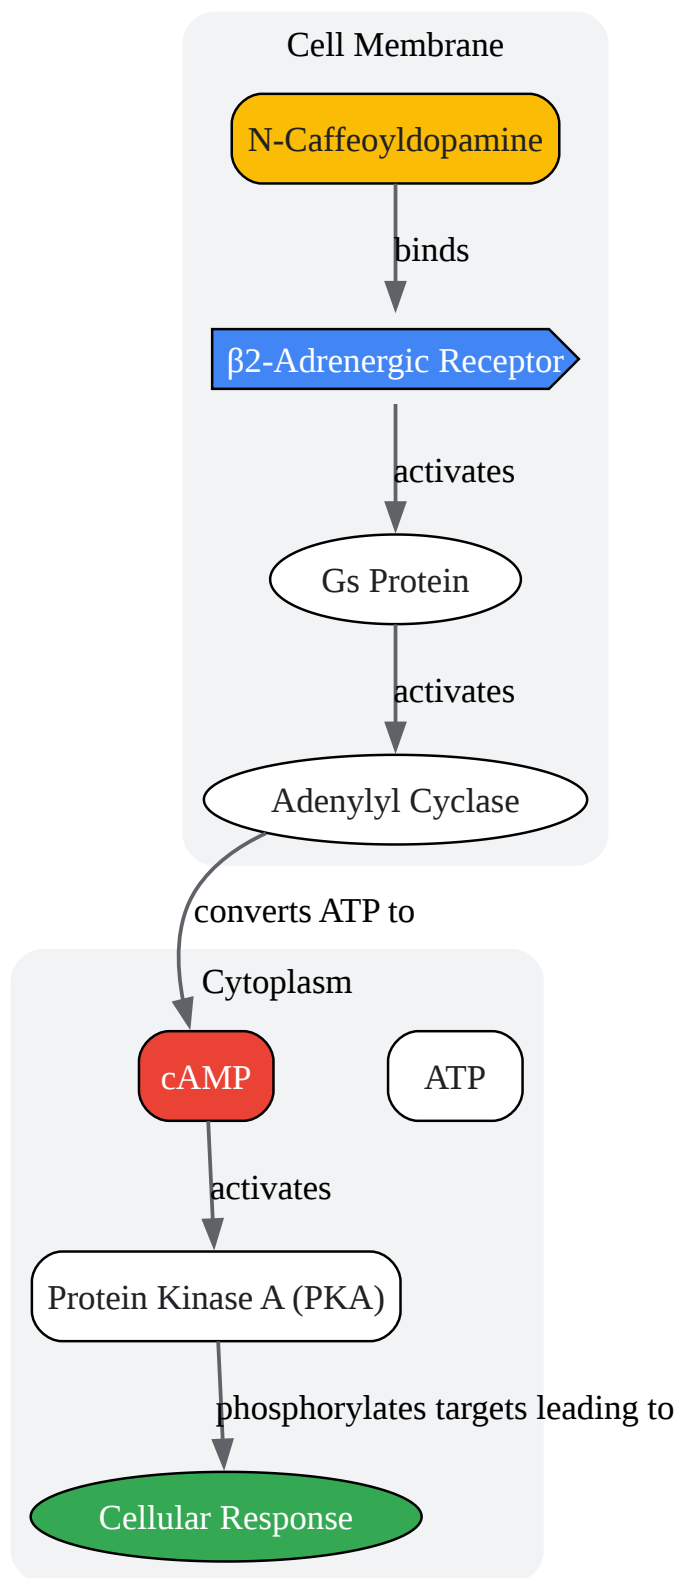 Cell Membrane
N-Caffeoyldopamine
binds
β2-Adrenergic Receptor
activates
Gs Protein
activates
Adenylyl Cyclase
converts ATP to
Cytoplasm
cAMP
ATP
activates
Protein Kinase A (PKA)
phosphorylates targets leading to
Cellular Response